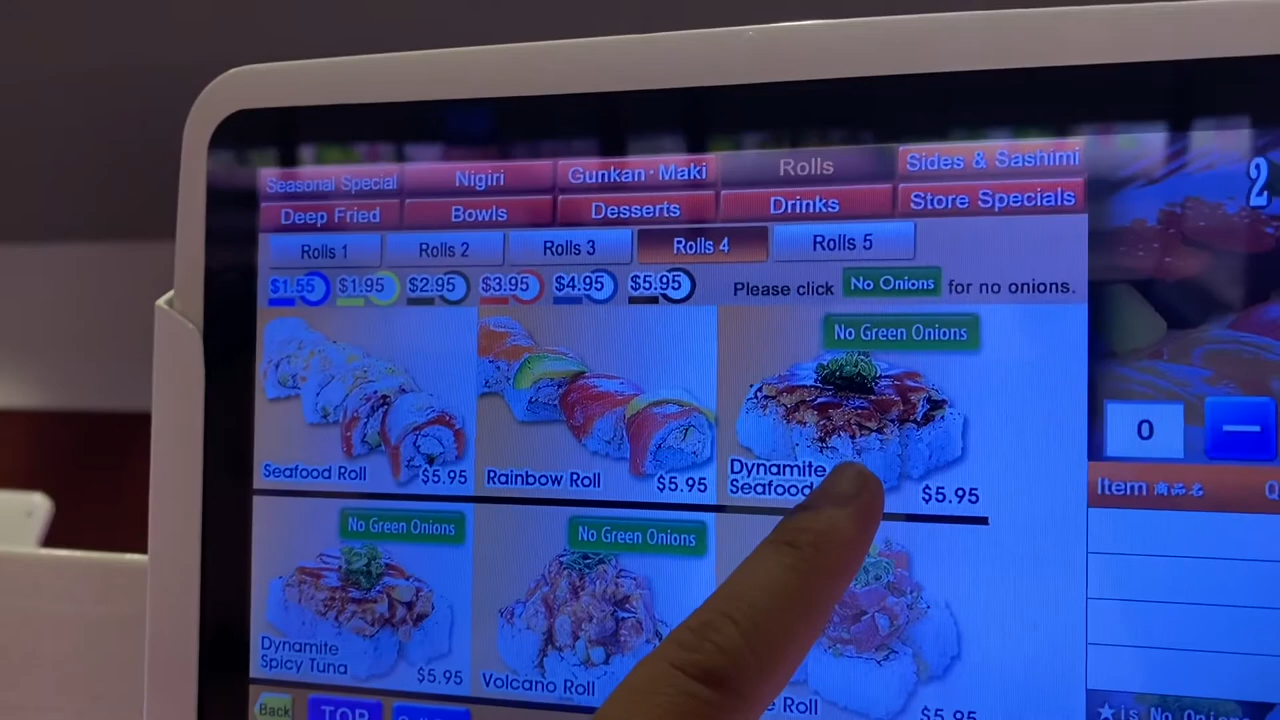 Seasonal Special
Nigiri
Gunkan・Maki
Rolls
Sides & Sashimi
Deep Fried
Bowls
Desserts
Drinks
Store Specials
Rolls 1
Rolls 2
Rolls 3
Rolls 4
Rolls 5
$1.55
$1.95
$2.95
$3.95
$4.95
$5.95
Please click No Onions for no onions.
2
Seafood Roll
$5.95
Rainbow Roll
$5.95
No Green Onions
Dynamite
Seafood
$5.95
0
Item 商品名 Q
No Green Onions
Dynamite
Spicy Tuna
$5.95
No Green Onions
Volcano Roll
Roll
$5.95
Back
TOP
★is No